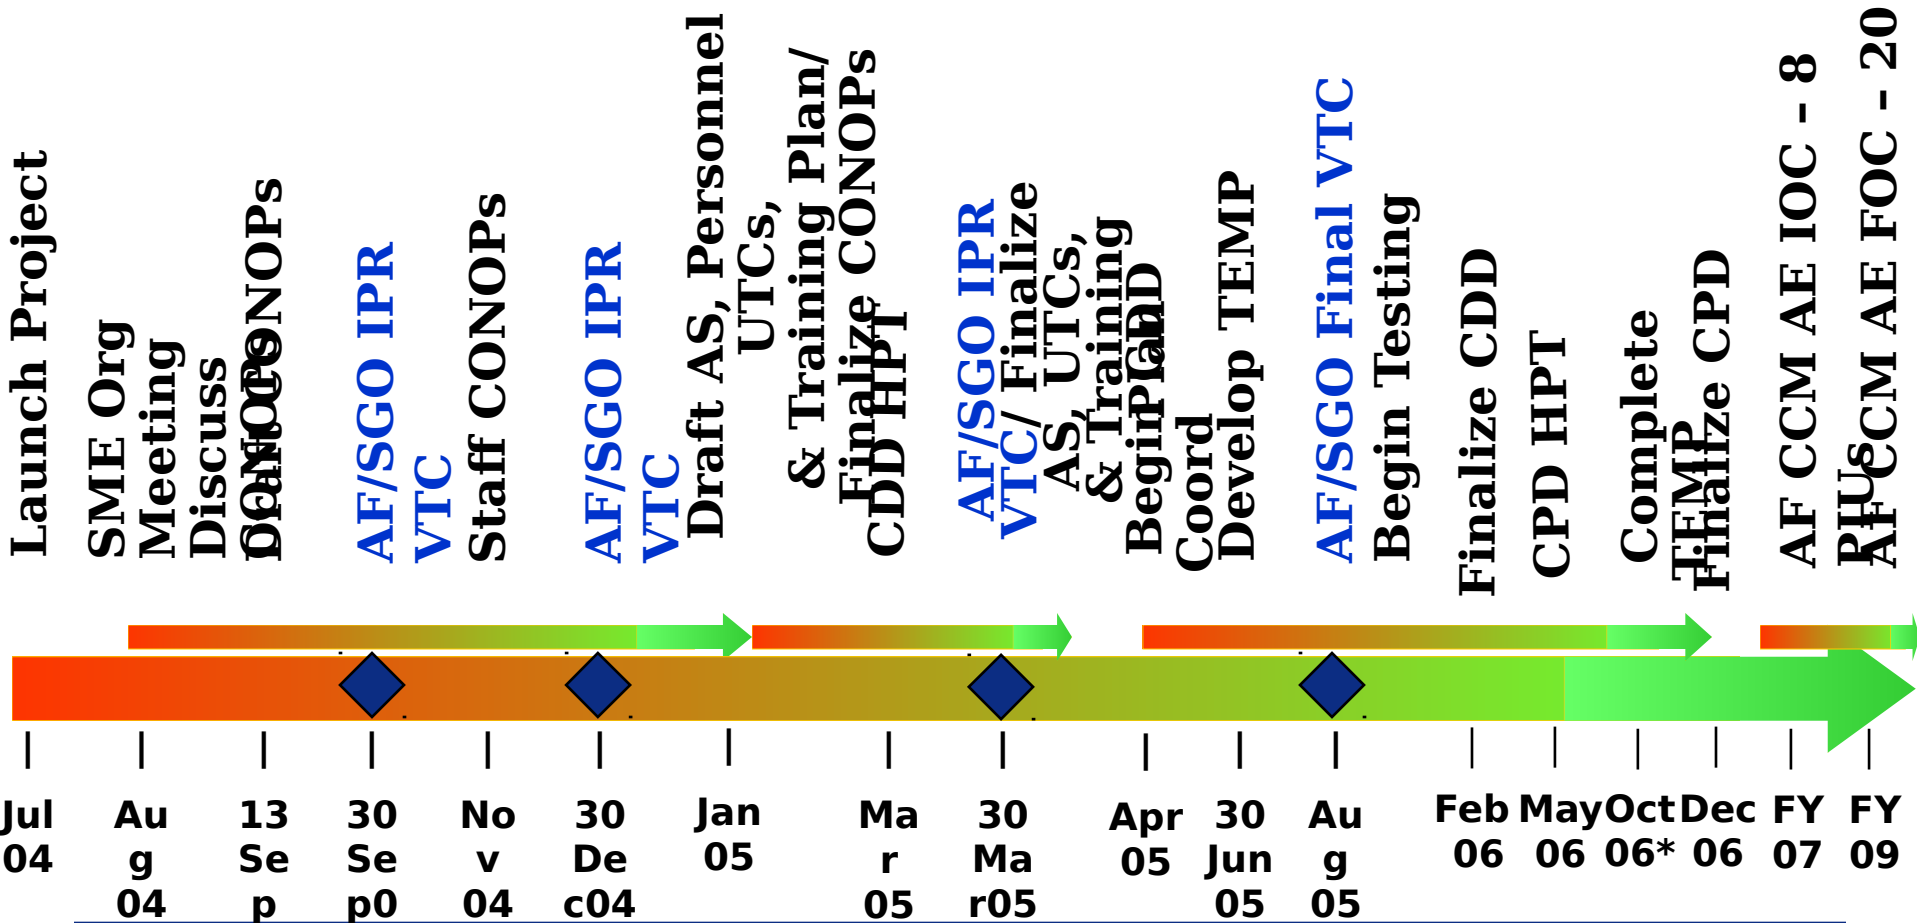 Launch Project
SME Org
Meeting
Discuss
CONOPs
Draft CONOPs
AF/SGO IPR
VTC
Staff CONOPs
AF/SGO IPR
VTC
Draft AS, Personnel
UTCs,
& Training Plan/
Finalize CONOPs
CDD HPT
AF/SGO IPR
VTC/ Finalize
AS, UTCs,
& Training
Plan
Begin CDD
Coord
Develop TEMP
AF/SGO Final VTC
Begin Testing
Finalize CDD
CPD HPT
Complete
TEMP
Finalize CPD
AF CCM AE IOC – 8
PHUs
AF CCM AE FOC – 20
Jul
04
Au
g
04
13
Se
p
30
Se
p0
No
v
04
30
De
c04
Jan
05
Ma
r
05
30
Ma
r05
Apr
05
30
Jun
05
Au
g
05
Feb
06
May
06
Oct
06*
Dec
06
FY
07
FY
09